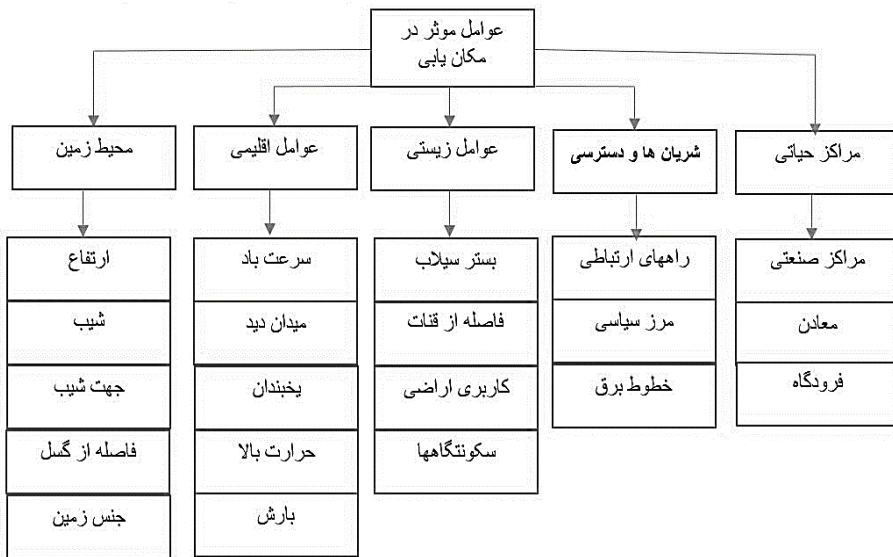 عوامل موثر در
مکان یابی
مراکز حیاتی
شریان ها و دسترسی
عوامل زیستی
عوامل اقلیمی
محیط زمین
مراکز صنعتی
معادن
فرودگاه
راههای ارتباطی
مرز سیاسی
خطوط برق
بستر سیلاب
فاصله از قنات
کاربری اراضی
سکونتگاهها
سرعت باد
میدان دید
یخبندان
حرارت بالا
بارش
ارتفاع
شیب
جهت شیب
فاصله از گسل
جنس زمین